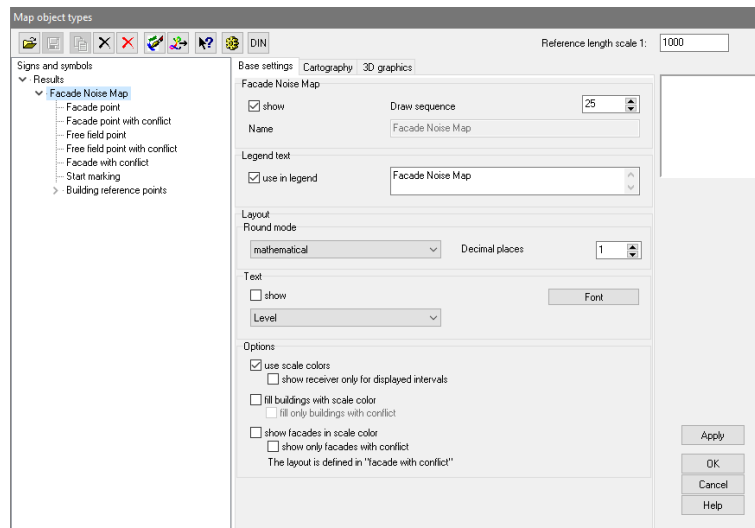 Map object types
DIN
Reference length scale 1: 1000
Signs and symbols
Results
Facade Noise Map
Facade point
Facade point with conflict
Free field point
Free field point with conflict
Facade with conflict
Start marking
Building reference points
Base settings Cartography 3D graphics
Facade Noise Map
show Draw sequence 25
Name Facade Noise Map
Legend text
use in legend Facade Noise Map
Layout
Round mode
mathematical Decimal places 1
Text
show Font
Level
Options
use scale colors
show receiver only for displayed intervals
fill buildings with scale color
fill only buildings with conflict
show facades in scale color
show only facades with conflict
The layout is defined in "facade with conflict"
Apply
OK
Cancel
Help